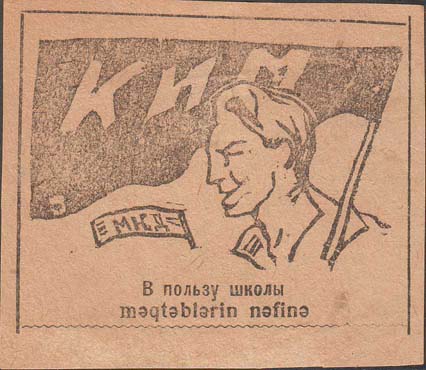 КИМ
МЮД
В пользу школы
məqtəblərin nəfinə